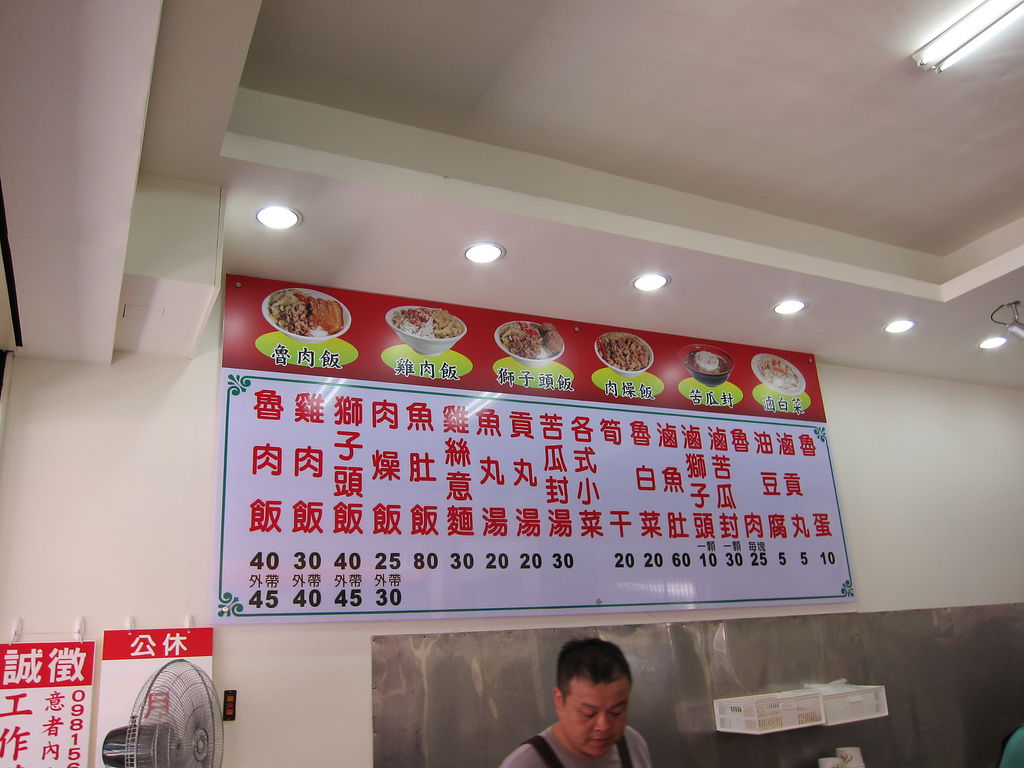 魯肉飯
雞肉飯
獅子頭飯
肉燥飯
苦瓜封
滷白菜
魯肉飯 40 外帶 45
雞肉飯 30 外帶 40
獅子頭飯 40 外帶 45
肉燥飯 25 外帶 30
魚肚飯 80
雞絲意麵 30
魚丸湯 20
貢丸湯 20
苦瓜封湯 30
各式小菜
筍干 20
魯白菜 20
滷魚肚 60
滷獅子頭 一顆 10
滷苦瓜封 一顆 30
魯肉 每塊 25
油豆腐 5
滷貢丸 5
魯蛋 10
誠徵
工作
意者內
098156
公休
月